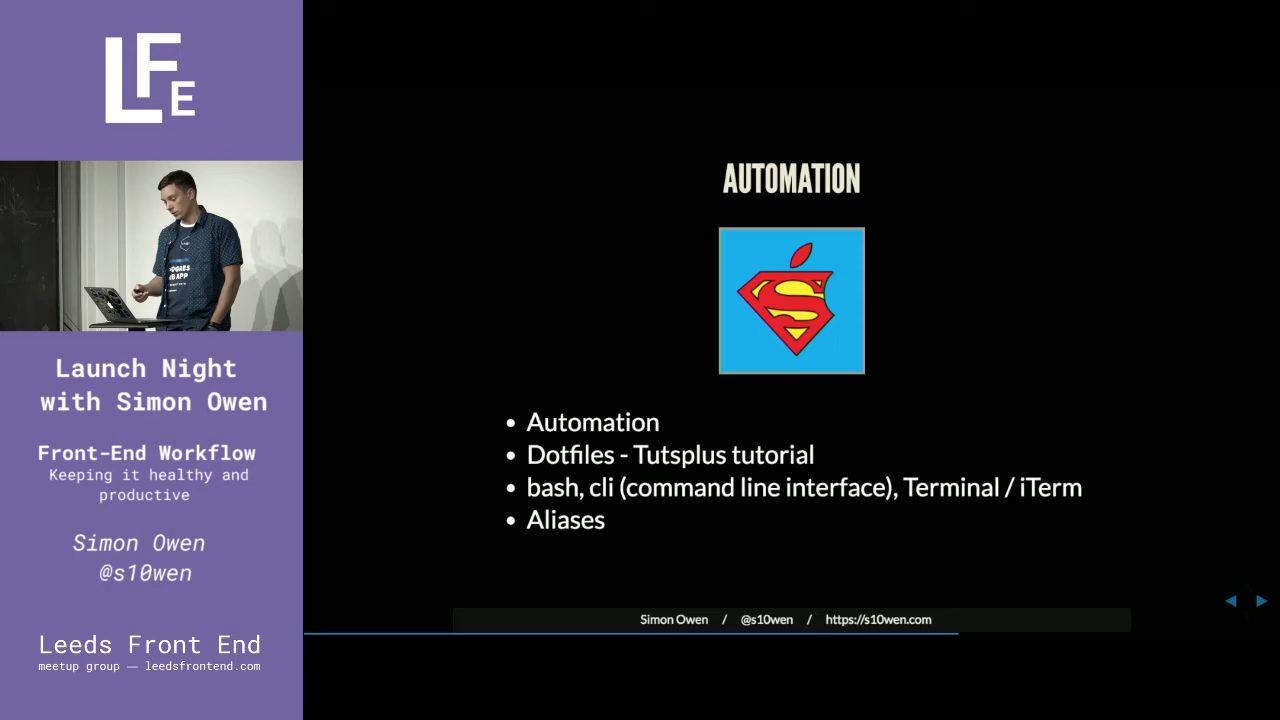 LFE
Launch Night
with Simon Owen
Front-End Workflow
Keeping it healthy and
productive
Simon Owen
@s10wen
Leeds Front End
meetup group — leedsfrontend.com
AUTOMATION
S
• Automation
• Dotfiles - Tutsplus tutorial
• bash, cli (command line interface), Terminal / iTerm
• Aliases
Simon Owen / @s10wen / https://s10wen.com